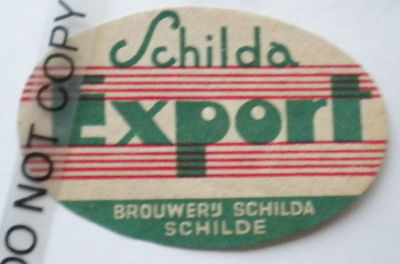 Schilda
Export
BROUWERIJ SCHILDA
SCHILDE
DO NOT COPY